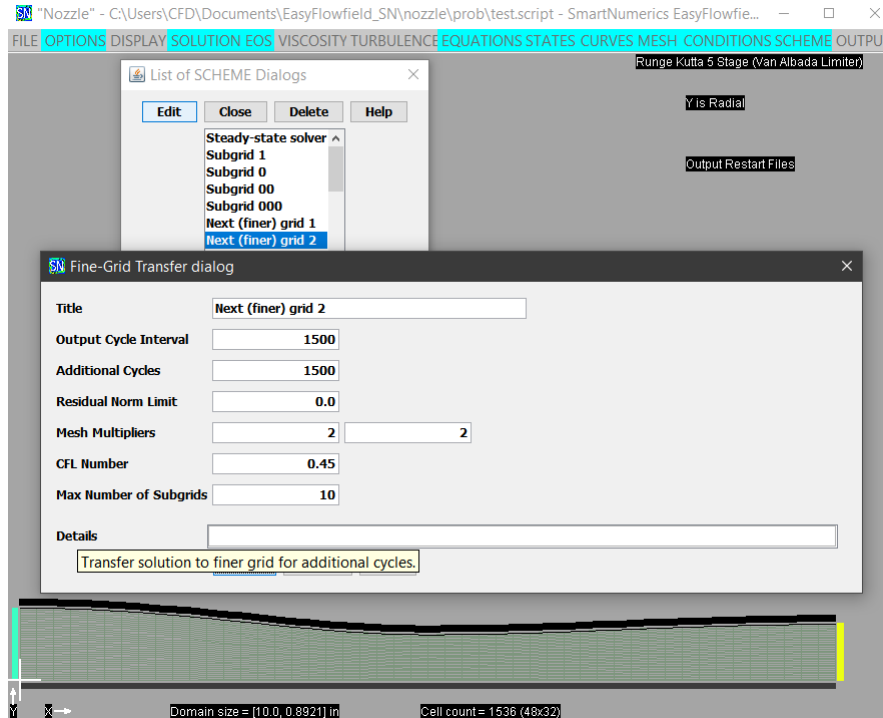 "Nozzle" - C:\Users\CFD\Documents\EasyFlowfield_SN\nozzle\prob\test.script - SmartNumerics EasyFlowfie...
FILE OPTIONS DISPLAY SOLUTION EOS VISCOSITY TURBULENCE EQUATIONS STATES CURVES MESH CONDITIONS SCHEME OUTPU
Runge Kutta 5 Stage (Van Albada Limiter)
List of SCHEME Dialogs
Y is Radial
Edit Close Delete Help
Steady-state solver
Subgrid 1
Subgrid 0
Output Restart Files
Subgrid 00
Subgrid 000
Next (finer) grid 1
Next (finer) grid 2
SN Fine-Grid Transfer dialog
Title Next (finer) grid 2
Output Cycle Interval 1500
Additional Cycles 1500
Residual Norm Limit 0.0
Mesh Multipliers 2 2
CFL Number 0.45
Max Number of Subgrids 10
Details
Transfer solution to finer grid for additional cycles.
Y X Domain size = [10.0, 0.8921] in Cell count = 1536 (48x32)